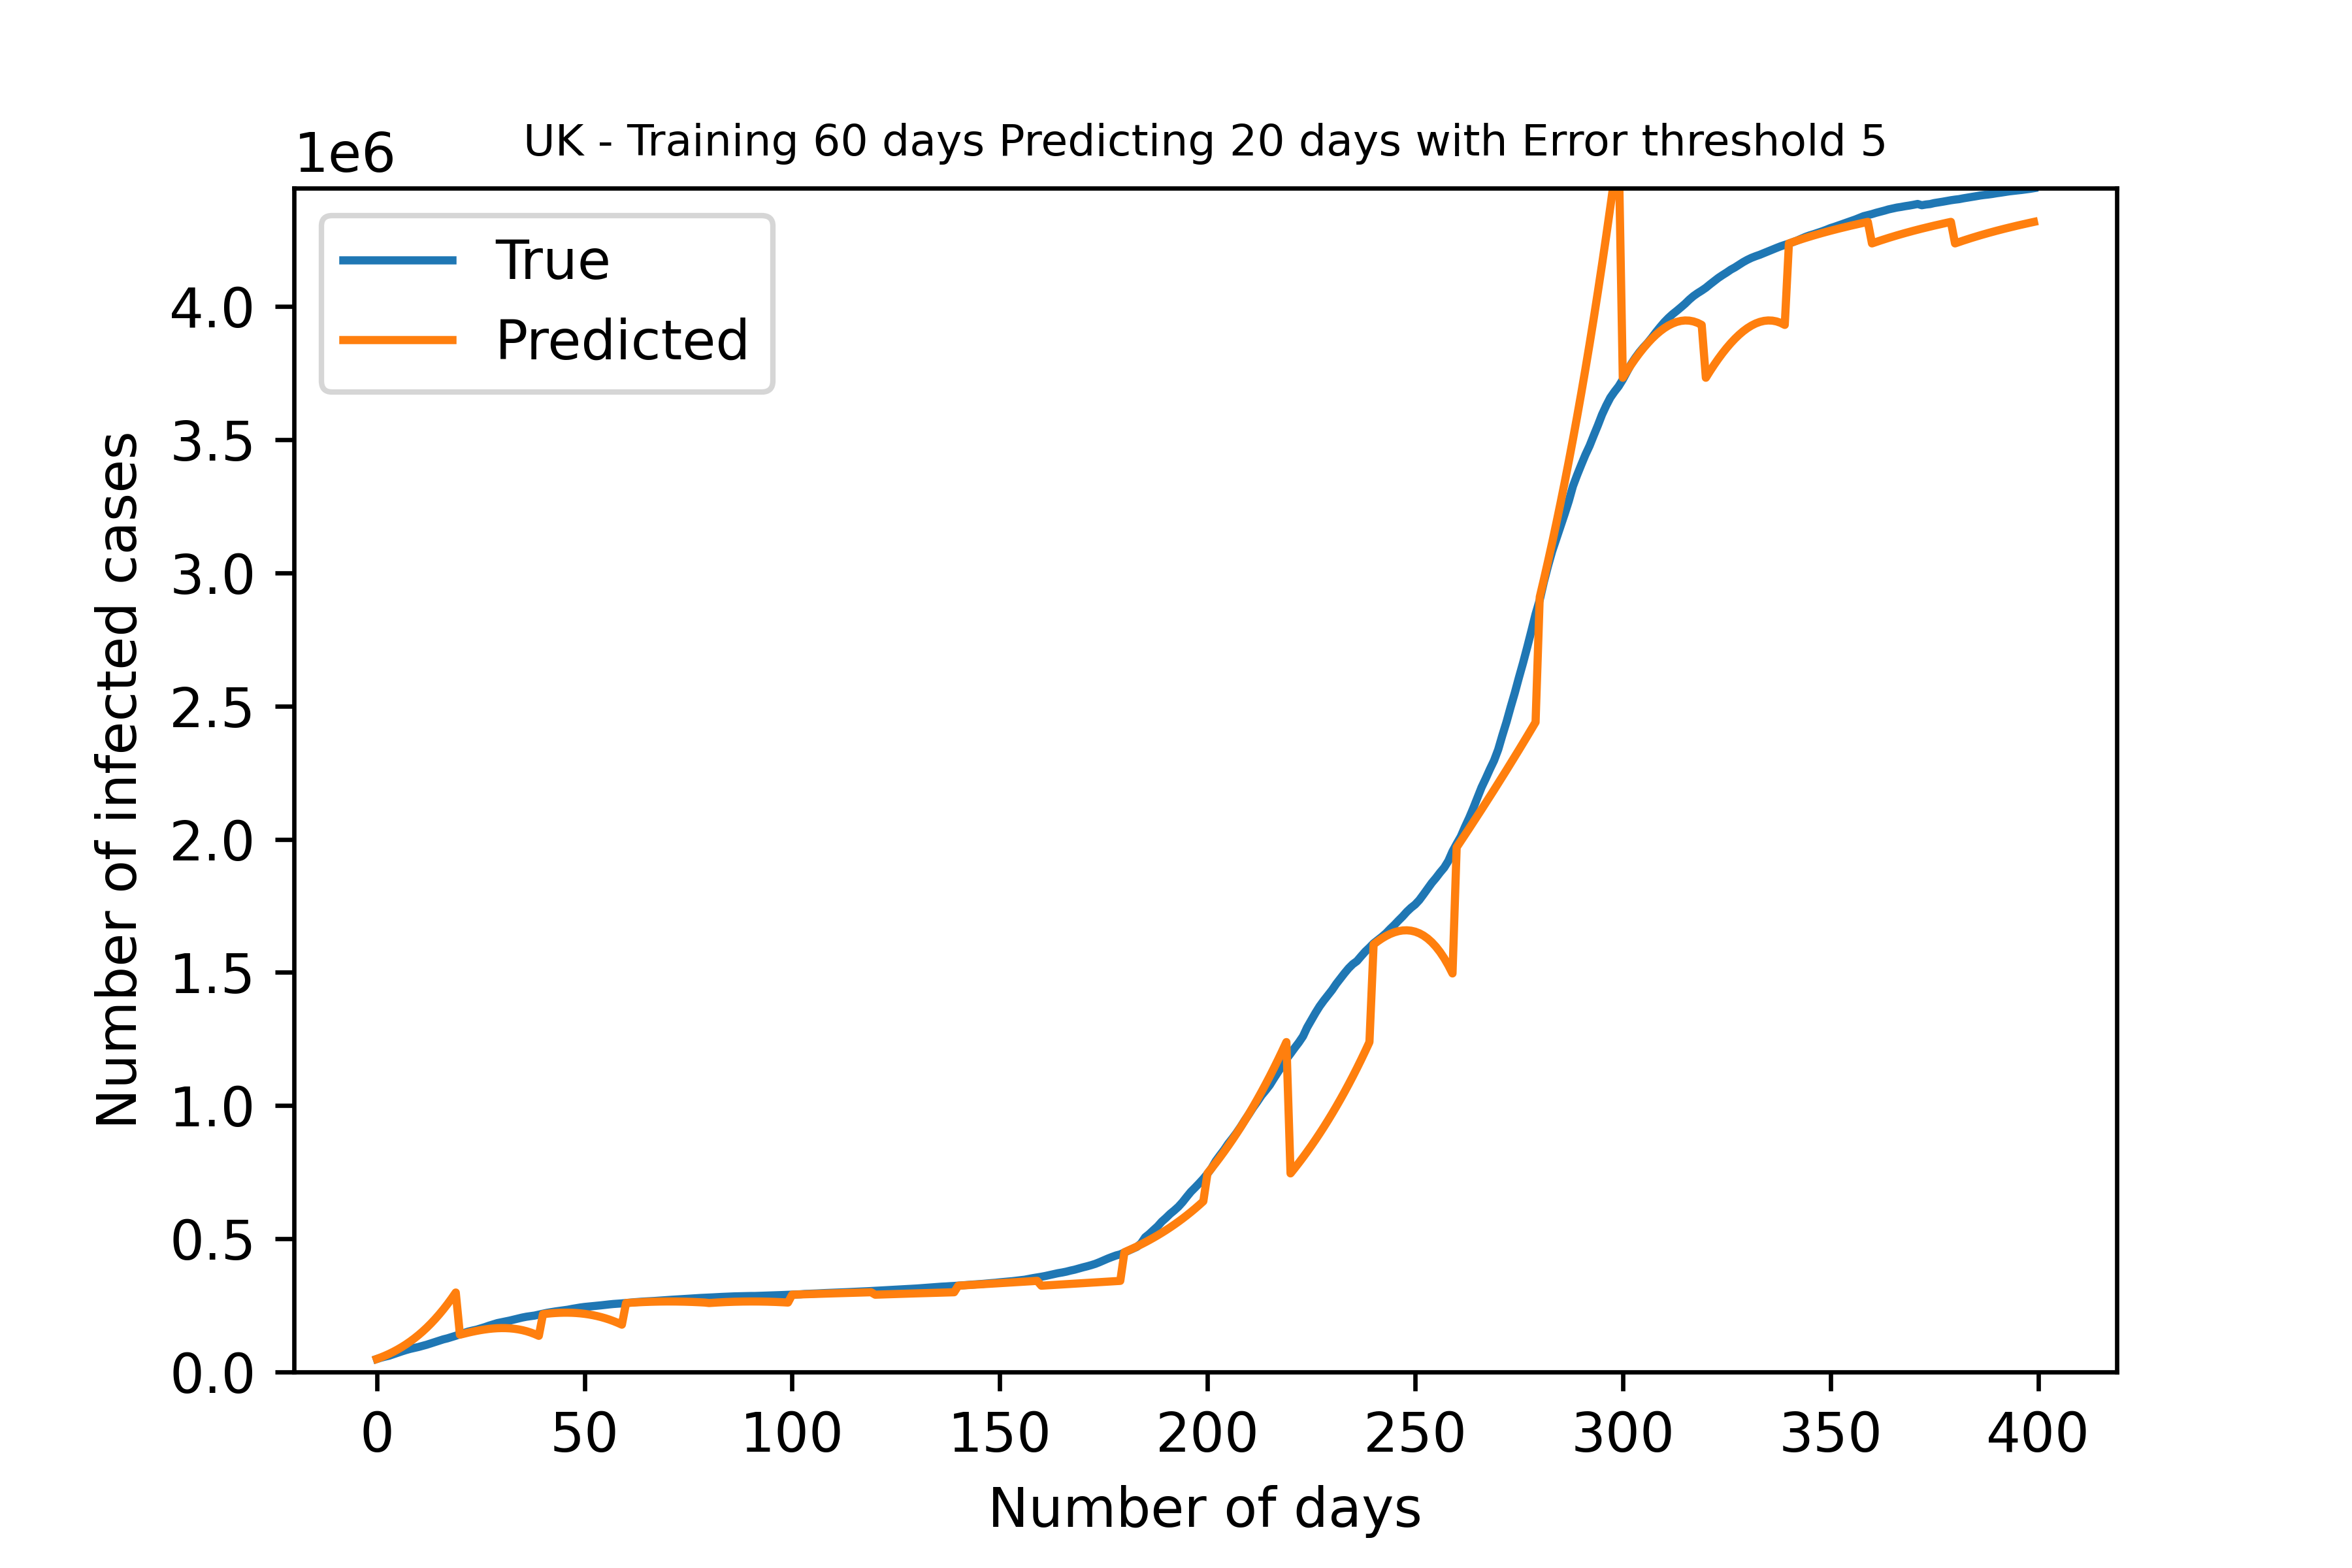 UK - Training 60 days Predicting 20 days with Error threshold 5
1e6
True
Predicted
4.0
3.5
3.0
2.5
2.0
1.5
1.0
0.5
0.0
Number of infected cases
0 50 100 150 200 250 300 350 400
Number of days